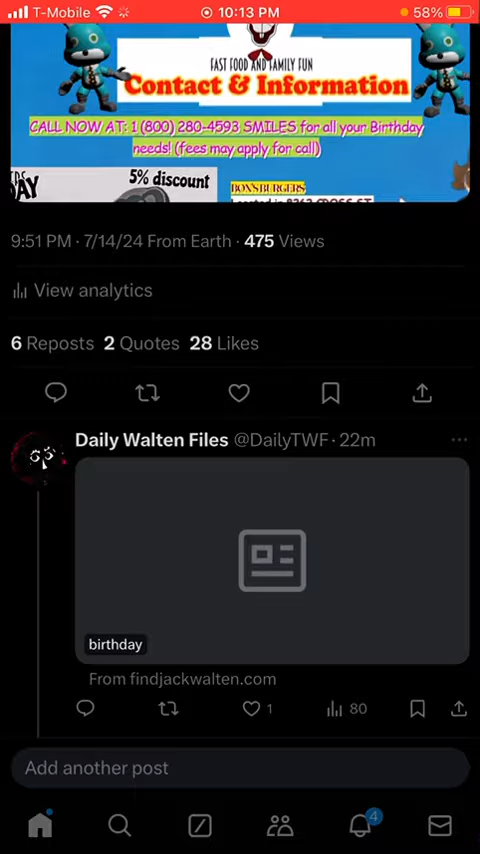 T-Mobile 10:13 PM 58%
FAST FOOD AND FAMILY FUN
Contact & Information
CALL NOW AT: 1 (800) 280-4593 SMILES for all your Birthday
needs! (fees may apply for call)
DAY
5% discount
BON'S BURGERS
9:51 PM · 7/14/24 From Earth · 475 Views
View analytics
6 Reposts 2 Quotes 28 Likes
Daily Walten Files @DailyTWF · 22m
birthday
From findjackwalten.com
1
80
Add another post
4